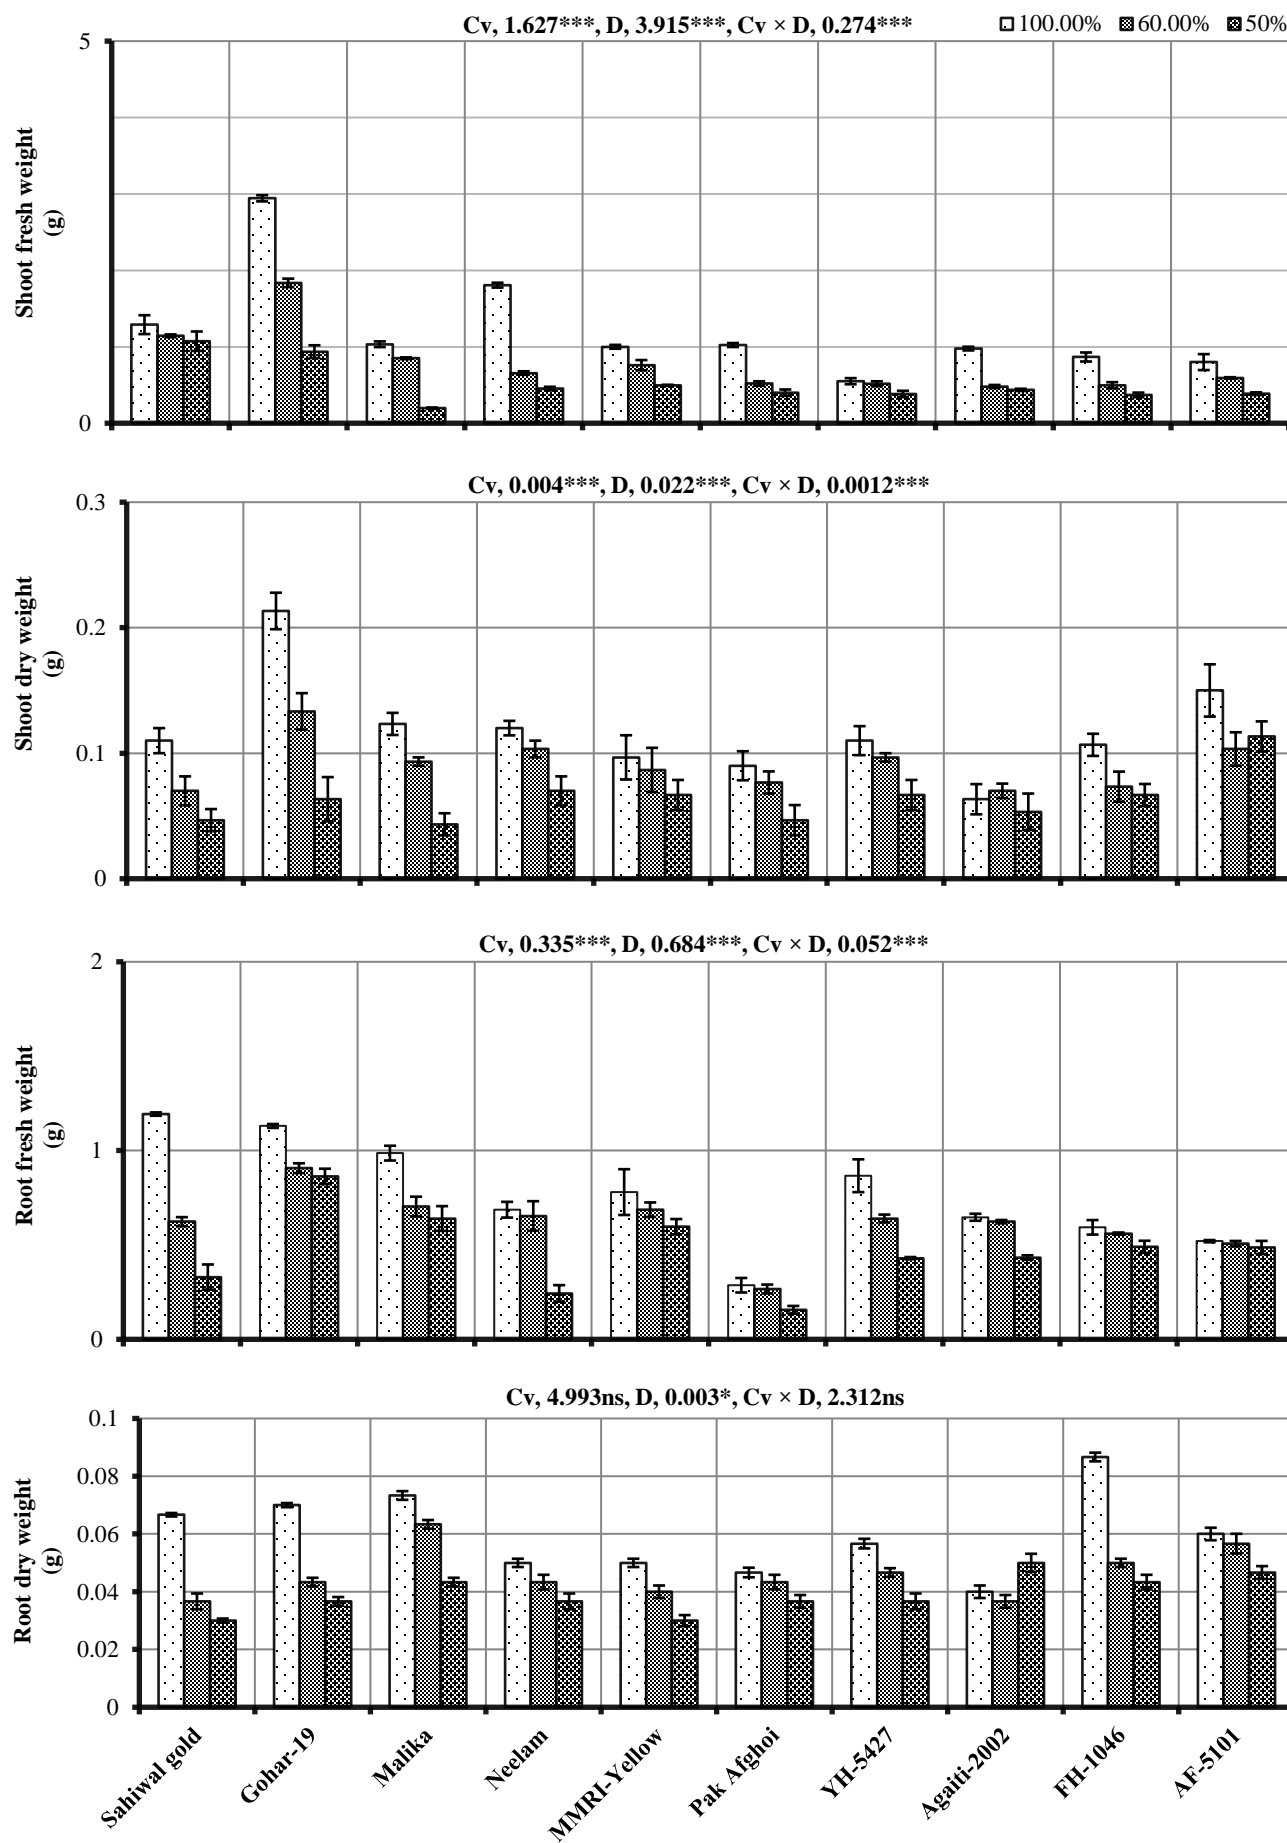 Cv, 1.627***, D, 3.915***, Cv × D, 0.274***
100.00% 60.00% 50%
5
0
Shoot fresh weight
(g)
Cv, 0.004***, D, 0.022***, Cv × D, 0.0012***
0.3
0.2
0.1
0
Shoot dry weight
(g)
Cv, 0.335***, D, 0.684***, Cv × D, 0.052***
2
1
0
Root fresh weight
(g)
Cv, 4.993ns, D, 0.003*, Cv × D, 2.312ns
0.1
0.08
0.06
0.04
0.02
0
Root dry weight
(g)
Sahiwal gold
Gohar-19
Malika
Neelam
MMRI-Yellow
Pak Afghoi
YH-5427
Agaiti-2002
FH-1046
AF-5101